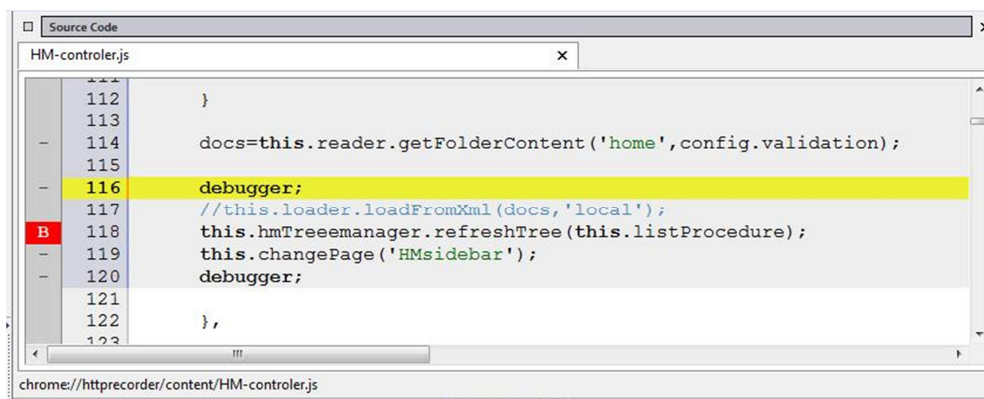 Source Code
HM-controler.js
111
112 }
113
- 114 docs=this.reader.getFolderContent('home',config.validation);
115
- 116 debugger;
117 //this.loader.loadFromXml(docs,'local');
B 118 this.hmTreeemanager.refreshTree(this.listProcedure);
- 119 this.changePage('HMsidebar');
- 120 debugger;
121
122 },
123
chrome://httprecorder/content/HM-controler.js